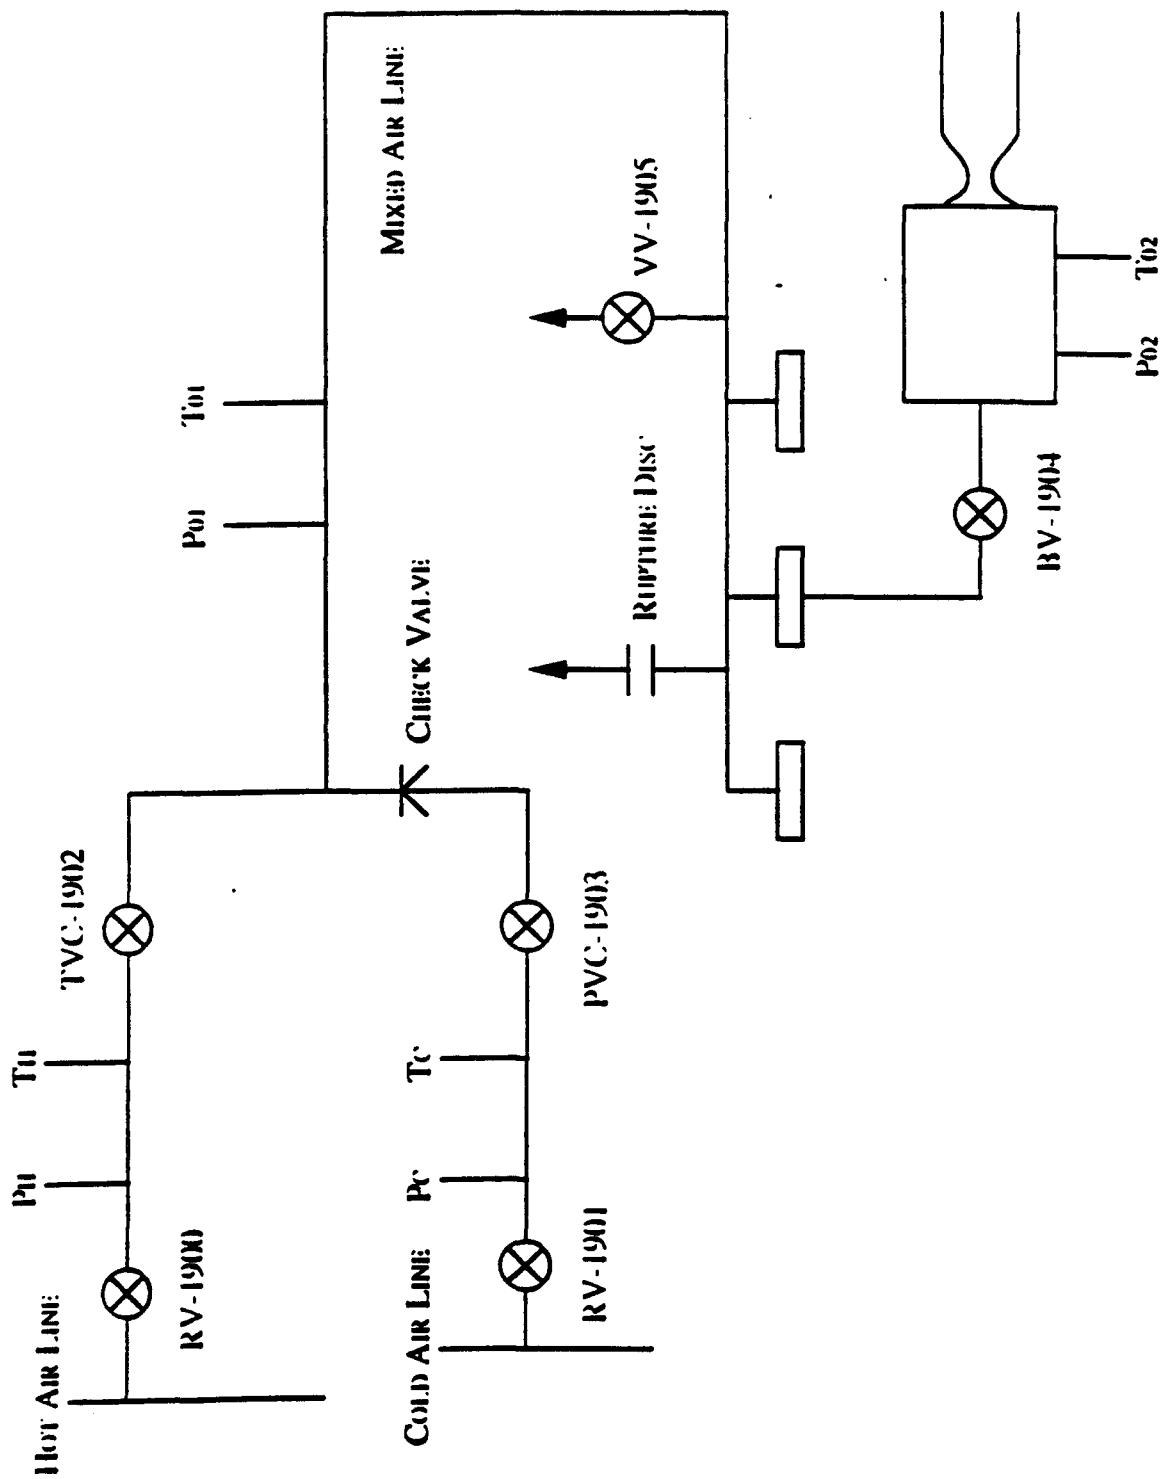 HOT AIR LINE
RV-1900
PH
TH
TVC-1902
COLD AIR LINE
RV-1901
PC
TC
PVC-1903
CHECK VALVE
P01
T01
MIXED AIR LINE
RUPTURE DISC
VV-1905
BV-1904
P02
T02